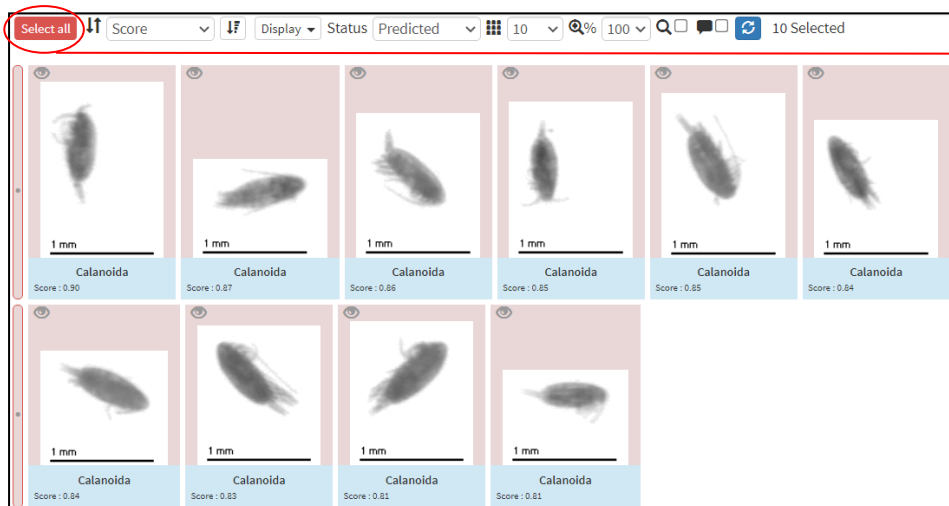 Select all Score Display Status Predicted 10 % 100 10 Selected
1 mm 1 mm 1 mm 1 mm 1 mm 1 mm
Calanoida Calanoida Calanoida Calanoida Calanoida Calanoida
Score : 0.90 Score : 0.87 Score : 0.86 Score : 0.85 Score : 0.85 Score : 0.84
1 mm 1 mm 1 mm 1 mm
Calanoida Calanoida Calanoida Calanoida
Score : 0.84 Score : 0.83 Score : 0.81 Score : 0.81